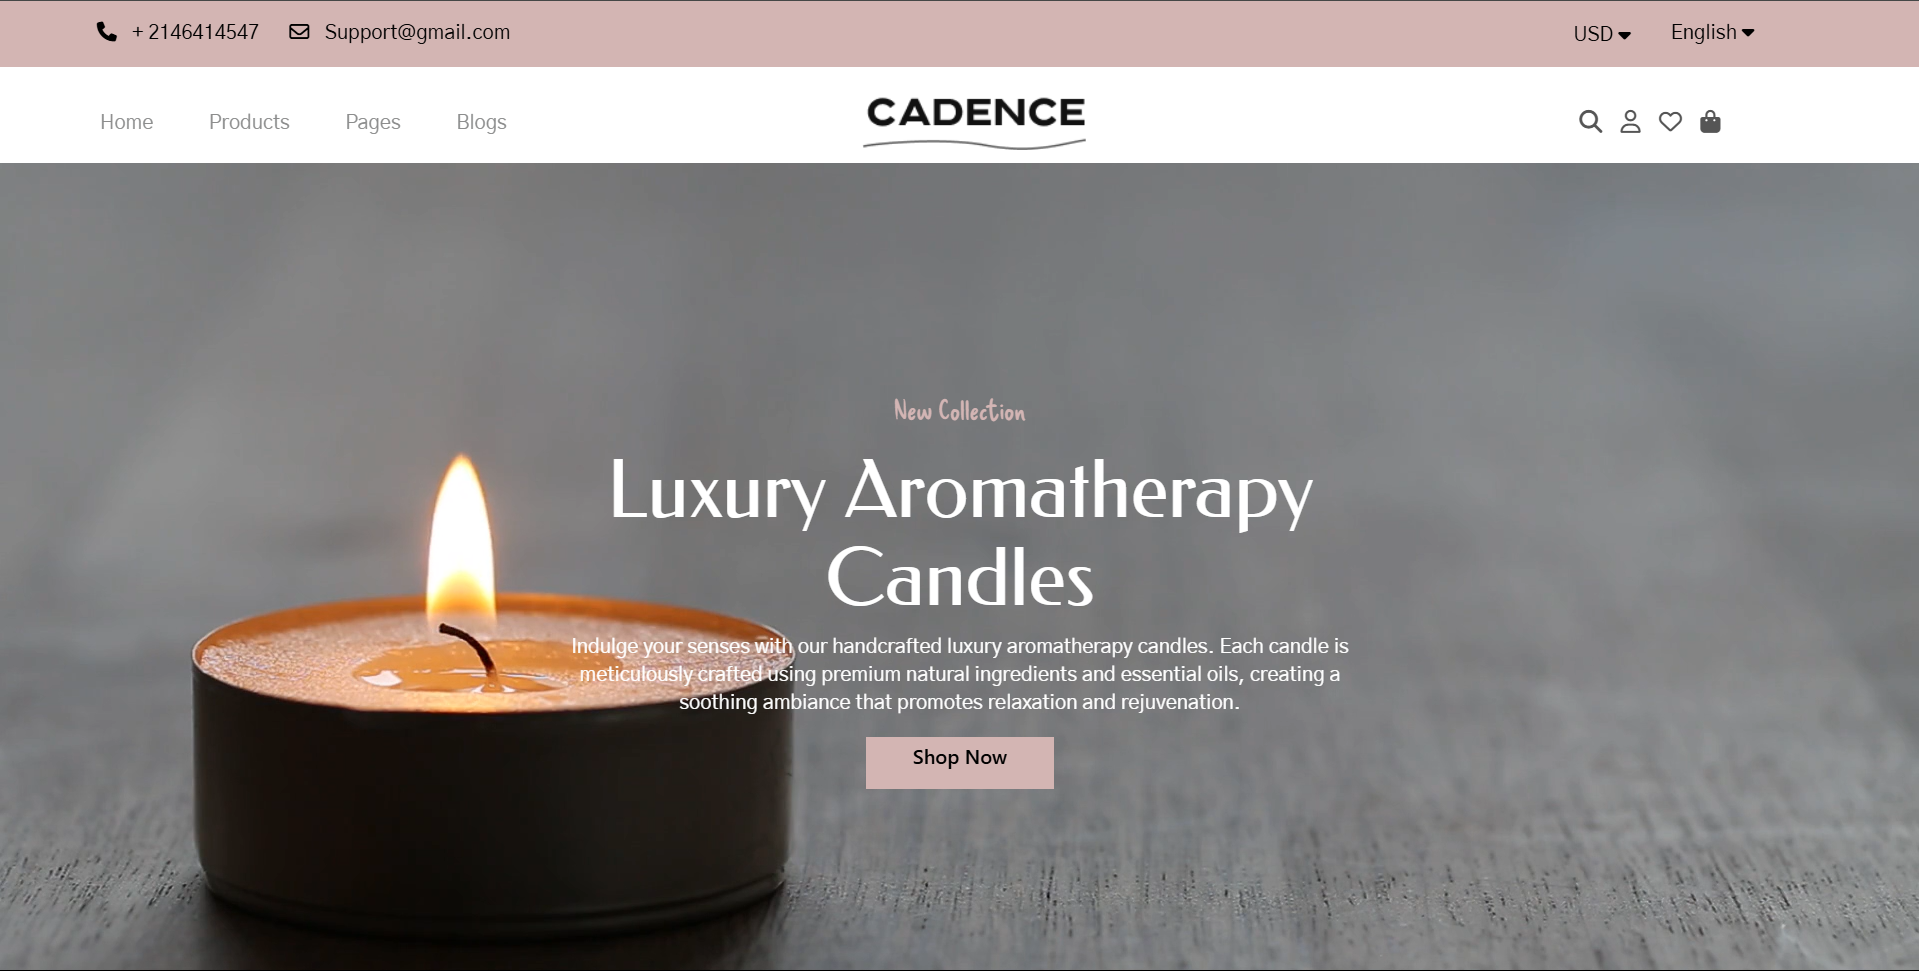 + 2146414547 Support@gmail.com USD English
Home Products Pages Blogs CADENCE
New Collection
Luxury Aromatherapy
Candles
Indulge your senses with our handcrafted luxury aromatherapy candles. Each candle is
meticulously crafted using premium natural ingredients and essential oils, creating a
soothing ambiance that promotes relaxation and rejuvenation.
Shop Now